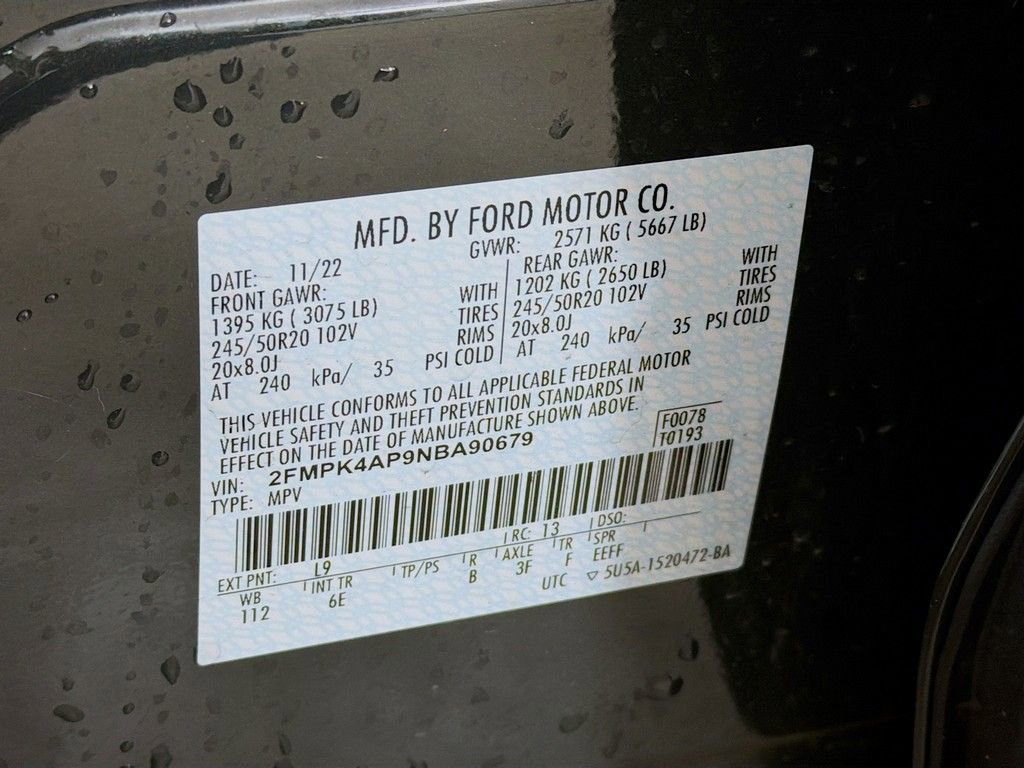 MFD. BY FORD MOTOR CO.
DATE: 11/22 GVWR: 2571 KG ( 5667 LB)
FRONT GAWR: REAR GAWR:
1395 KG ( 3075 LB) WITH 1202 KG ( 2650 LB) WITH
245/50R20 102V TIRES 245/50R20 102V TIRES
20x8.0J RIMS 20x8.0J RIMS
AT 240 kPa/ 35 PSI COLD AT 240 kPa/ 35 PSI COLD
THIS VEHICLE CONFORMS TO ALL APPLICABLE FEDERAL MOTOR
VEHICLE SAFETY AND THEFT PREVENTION STANDARDS IN
EFFECT ON THE DATE OF MANUFACTURE SHOWN ABOVE.
VIN: 2FMPK4AP9NBA90679 F0078
TYPE: MPV T0193
EXT PNT: L9 RC: 13 DSO:
WB INT TR TP/PS R AXLE TR SPR
112 6E B 3F F EEFF
UTC ▽ 5U5A-1520472-BA